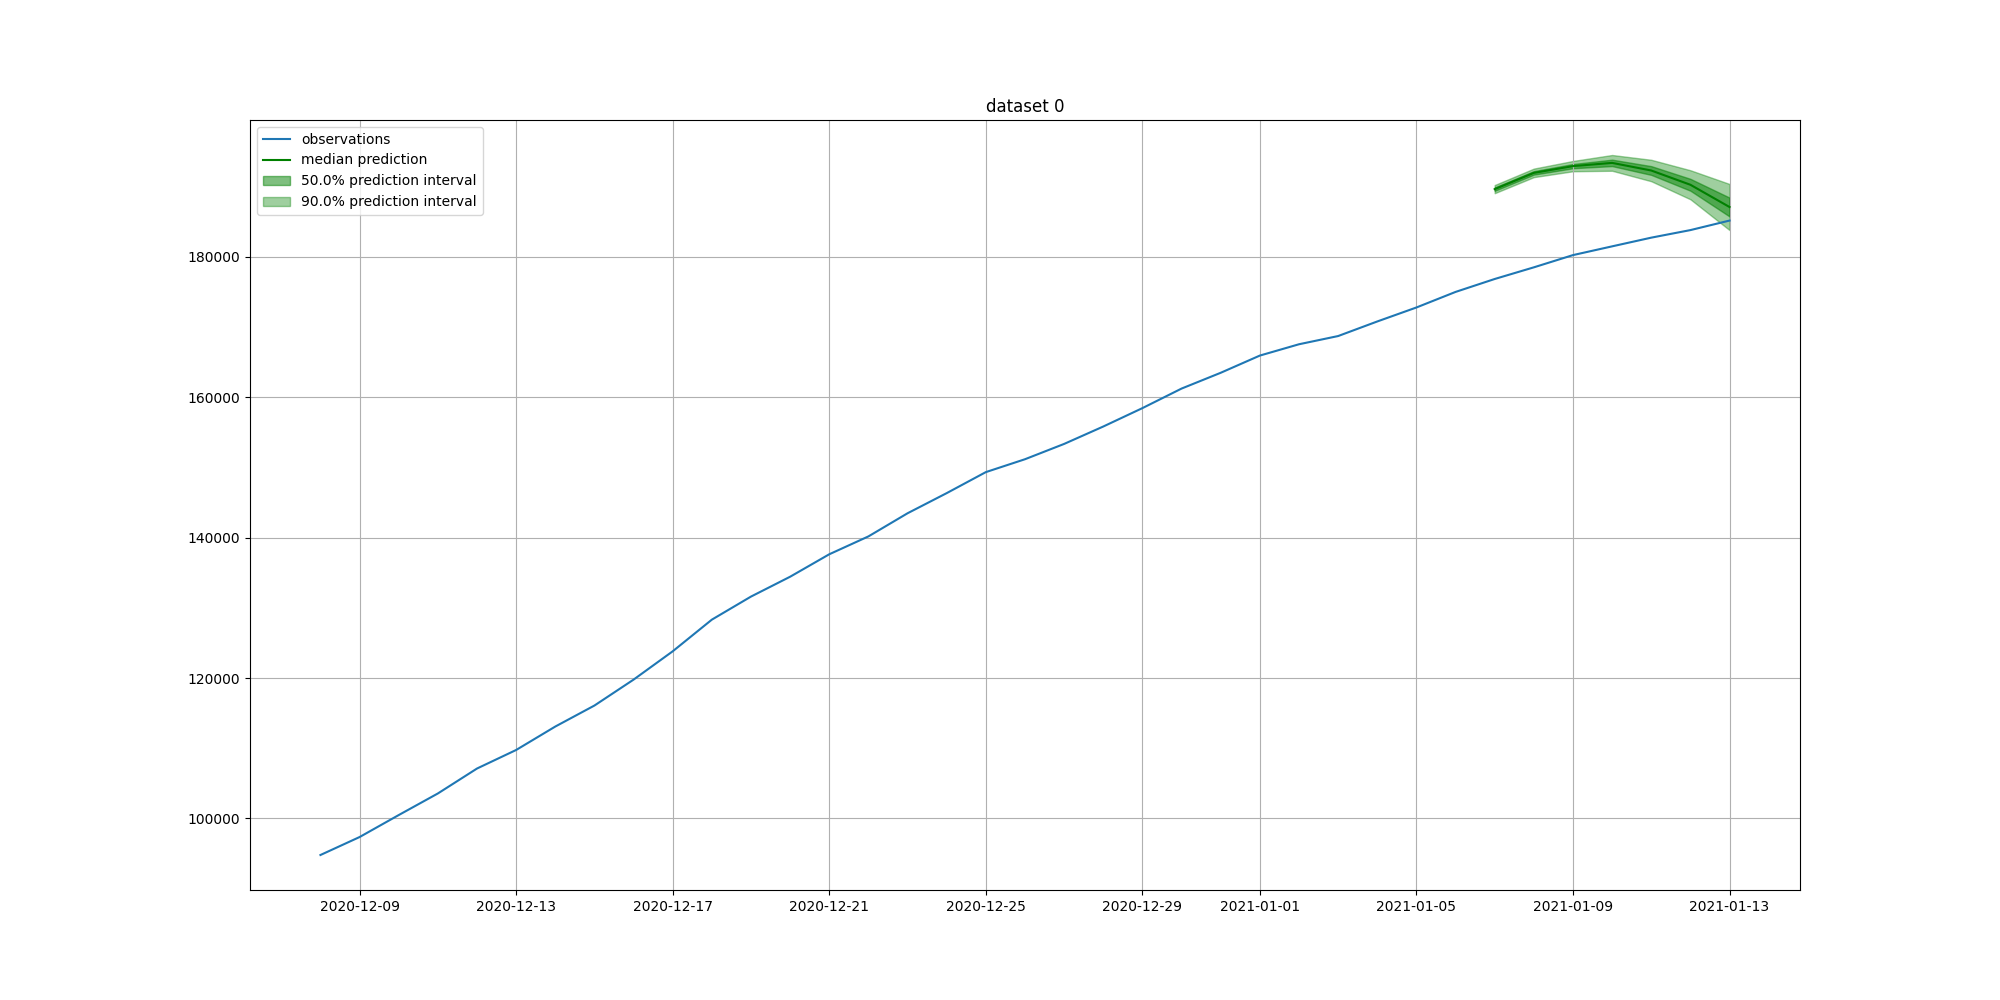 dataset 0
observations
median prediction
50.0% prediction interval
90.0% prediction interval
180000
160000
140000
120000
100000
2020-12-09 2020-12-13 2020-12-17 2020-12-21 2020-12-25 2020-12-29 2021-01-01 2021-01-05 2021-01-09 2021-01-13